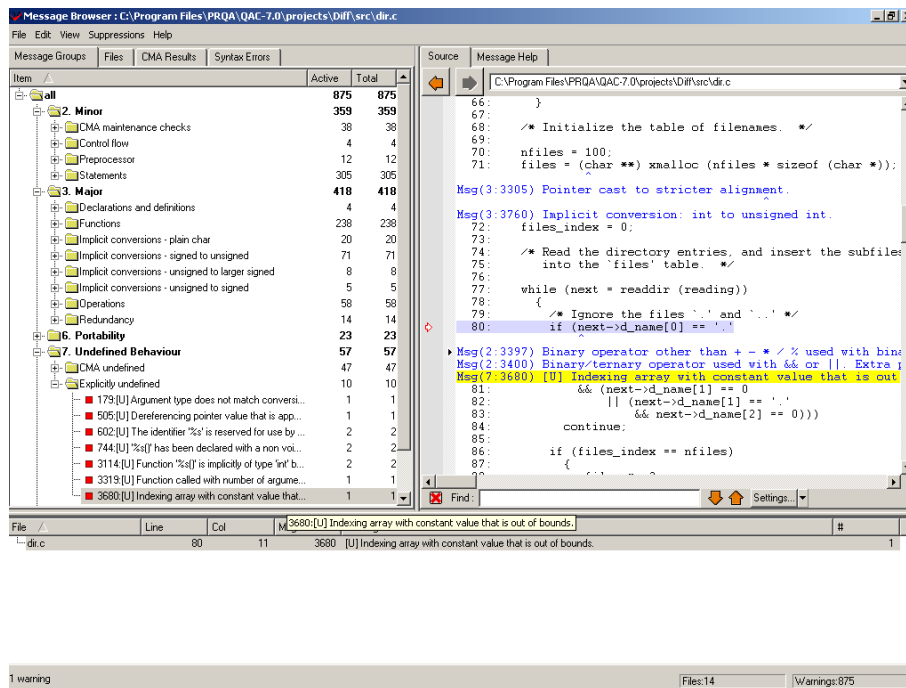 Message Browser : C:\Program Files\PRQA\QAC-7.0\projects\Diff\src\dir.c
File Edit View Suppressions Help
Message Groups Files CMA Results Syntax Errors
Item Active Total
all 875 875
2. Minor 359 359
CMA maintenance checks 38 38
Control flow 4 4
Preprocessor 12 12
Statements 305 305
3. Major 418 418
Declarations and definitions 4 4
Functions 238 238
Implicit conversions - plain char 20 20
Implicit conversions - signed to unsigned 71 71
Implicit conversions - unsigned to larger signed 8 8
Implicit conversions - unsigned to signed 5 5
Operations 58 58
Redundancy 14 14
6. Portability 23 23
7. Undefined Behaviour 57 57
CMA undefined 47 47
Explicitly undefined 10 10
179:[U] Argument type does not match conversi... 1 1
505:[U] Dereferencing pointer value that is app... 1 1
602:[U] The identifier '%s' is reserved for use by ... 2 2
744:[U] '%s()' has been declared with a non voi... 2 2
3114:[U] Function '%s()' is implicitly of type 'int' b... 2 2
3319:[U] Function called with number of argume... 1 1
3680:[U] Indexing array with constant value that... 1 1
Source Message Help
C:\Program Files\PRQA\QAC-7.0\projects\Diff\src\dir.c
66: }
67:
68: /* Initialize the table of filenames. */
69:
70: nfiles = 100;
71: files = (char **) xmalloc (nfiles * sizeof (char *));
^
Msg(3:3305) Pointer cast to stricter alignment.
^
Msg(3:3760) Implicit conversion: int to unsigned int.
72: files_index = 0;
73:
74: /* Read the directory entries, and insert the subfiles
75: into the `files' table. */
76:
77: while (next = readdir (reading))
78: {
79: /* Ignore the files `.' and `..' */
80: if (next->d_name[0] == '.'
^
Msg(2:3397) Binary operator other than + - * / % used with bina
Msg(2:3400) Binary/ternary operator used with && or ||. Extra p
Msg(7:3680) [U] Indexing array with constant value that is out
81: && (next->d_name[1] == 0
82: || (next->d_name[1] == '.'
83: && next->d_name[2] == 0)))
84: continue;
85:
86: if (files_index == nfiles)
87: {
Find: Settings...
3680:[U] Indexing array with constant value that is out of bounds.
File Line Col M #
dir.c 80 11 3680 [U] Indexing array with constant value that is out of bounds. 1
1 warning Files:14 Warnings:875